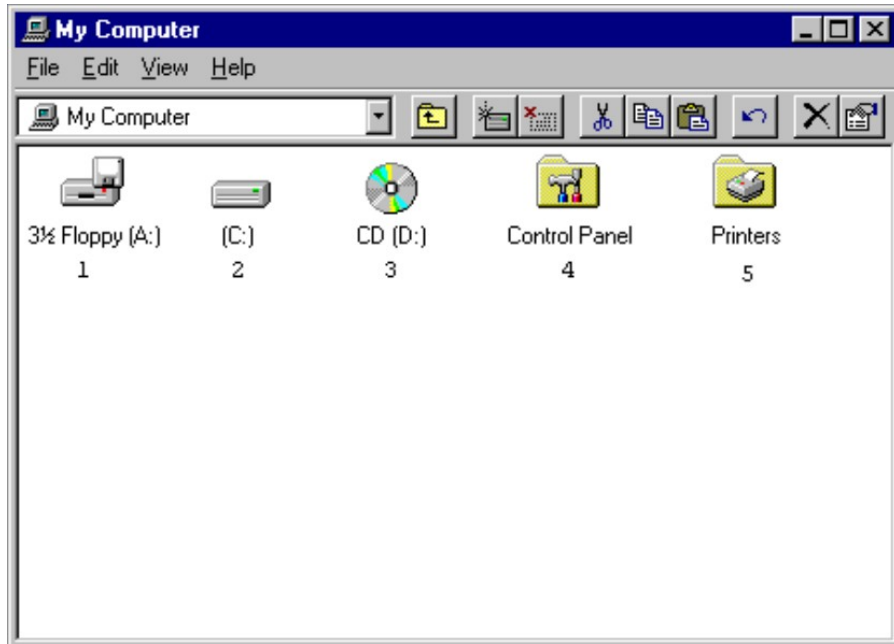 My Computer
File Edit View Help
My Computer
3½ Floppy (A:) (C:) CD (D:) Control Panel Printers
1 2 3 4 5